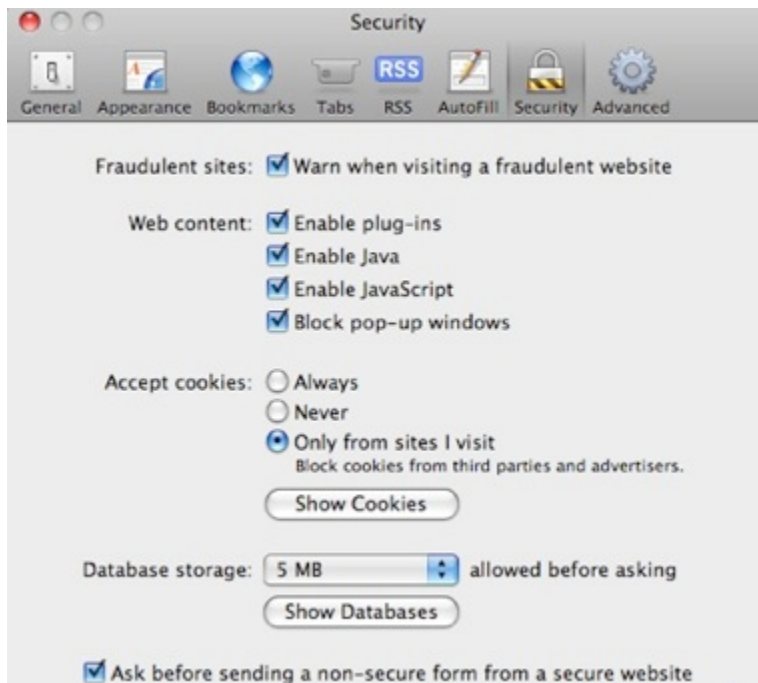 Security
RSS
General Appearance Bookmarks Tabs RSS AutoFill Security Advanced
Fraudulent sites: Warn when visiting a fraudulent website
Web content: Enable plug-ins
Enable Java
Enable JavaScript
Block pop-up windows
Accept cookies: Always
Never
Only from sites I visit
Block cookies from third parties and advertisers.
Show Cookies
Database storage: 5 MB allowed before asking
Show Databases
Ask before sending a non-secure form from a secure website